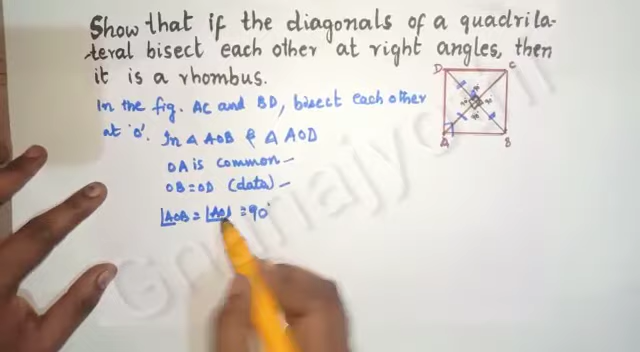 Show that if the diagonals of a quadrila-
teral bisect each other at right angles, then
it is a rhombus.
In the fig. AC and BD, bisect each other
at 'O'. In △ AOB & △ AOD
OA is common –
OB = OD (data) –
∠AOB = ∠AOD = 90°
D C
A B